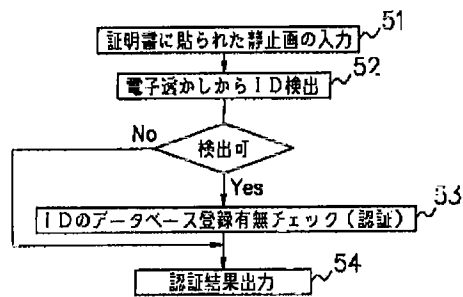 証明書に貼られた静止画の入力
51
電子透かしからID検出
52
検出可
No
Yes
IDのデータベース登録有無チェック(認証)
53
認証結果出力
54